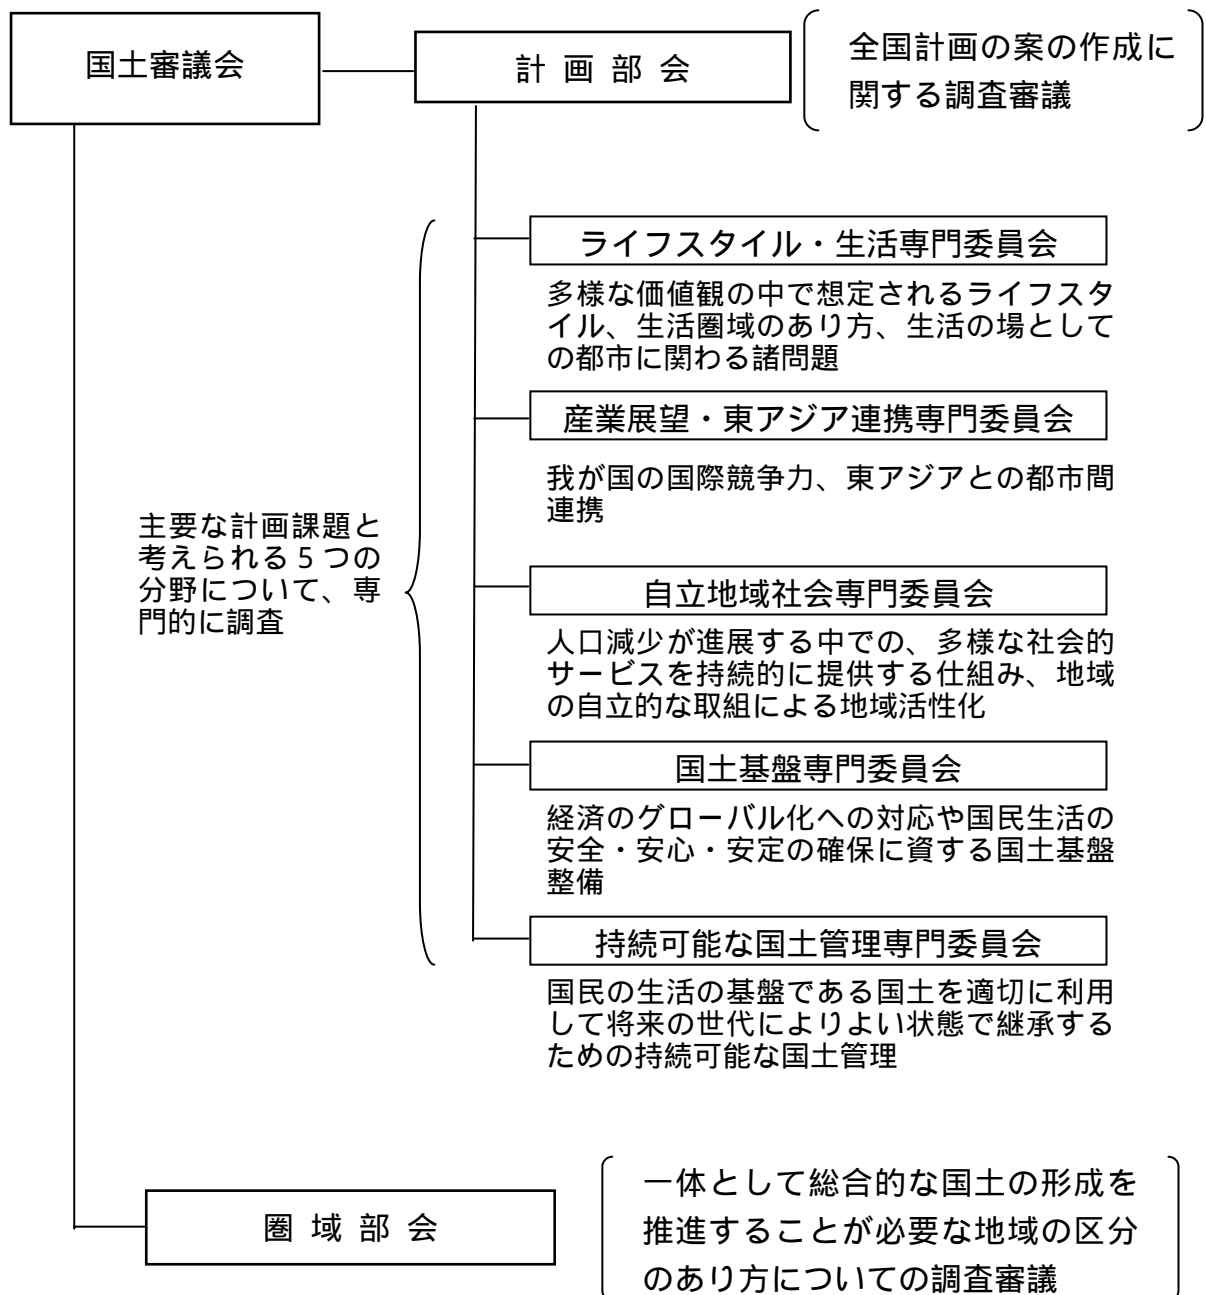 国土審議会
計画部会
全国計画の案の作成に
関する調査審議
ライフスタイル・生活専門委員会
多様な価値観の中で想定されるライフスタ
イル、生活圏域のあり方、生活の場として
の都市に関わる諸問題
産業展望・東アジア連携専門委員会
我が国の国際競争力、東アジアとの都市間
連携
主要な計画課題と
考えられる5つの
分野について、専
門的に調査
自立地域社会専門委員会
人口減少が進展する中での、多様な社会的
サービスを持続的に提供する仕組み、地域
の自立的な取組による地域活性化
国土基盤専門委員会
経済のグローバル化への対応や国民生活の
安全・安心・安定の確保に資する国土基盤
整備
持続可能な国土管理専門委員会
国民の生活の基盤である国土を適切に利用
して将来の世代によりよい状態で継承する
ための持続可能な国土管理
圏域部会
一体として総合的な国土の形成を
推進することが必要な地域の区分
のあり方についての調査審議